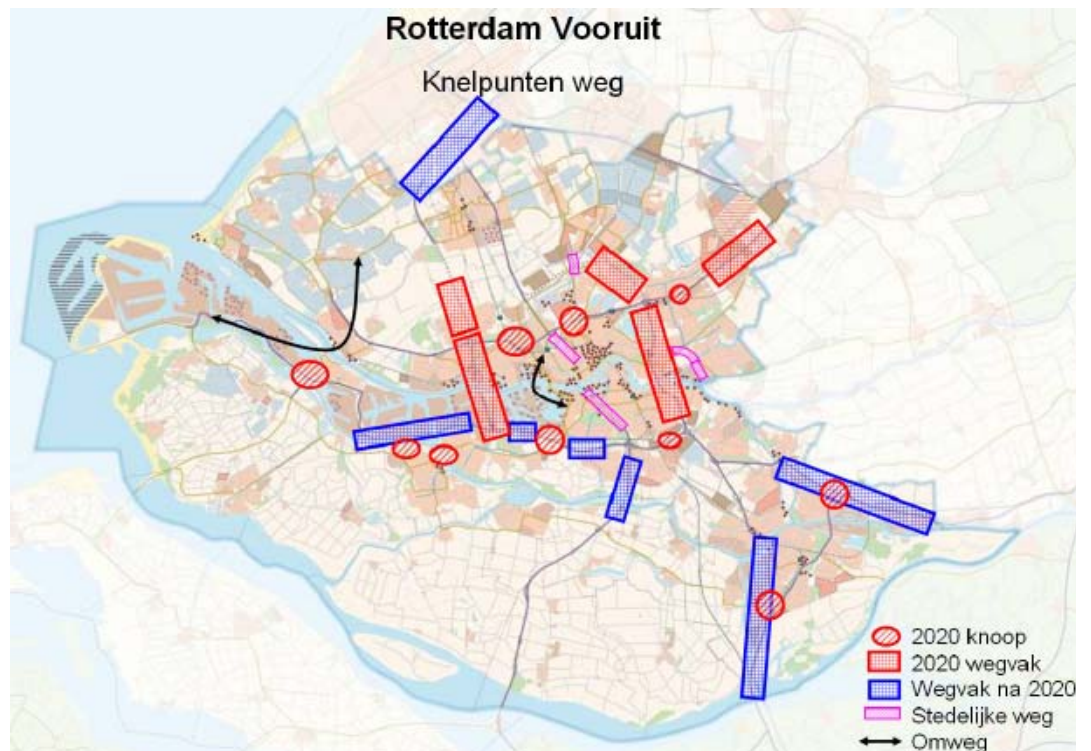 Rotterdam Vooruit
Knelpunten weg
2020 knoop
2020 wegvak
Wegvak na 2020
Stedelijke weg
Omweg